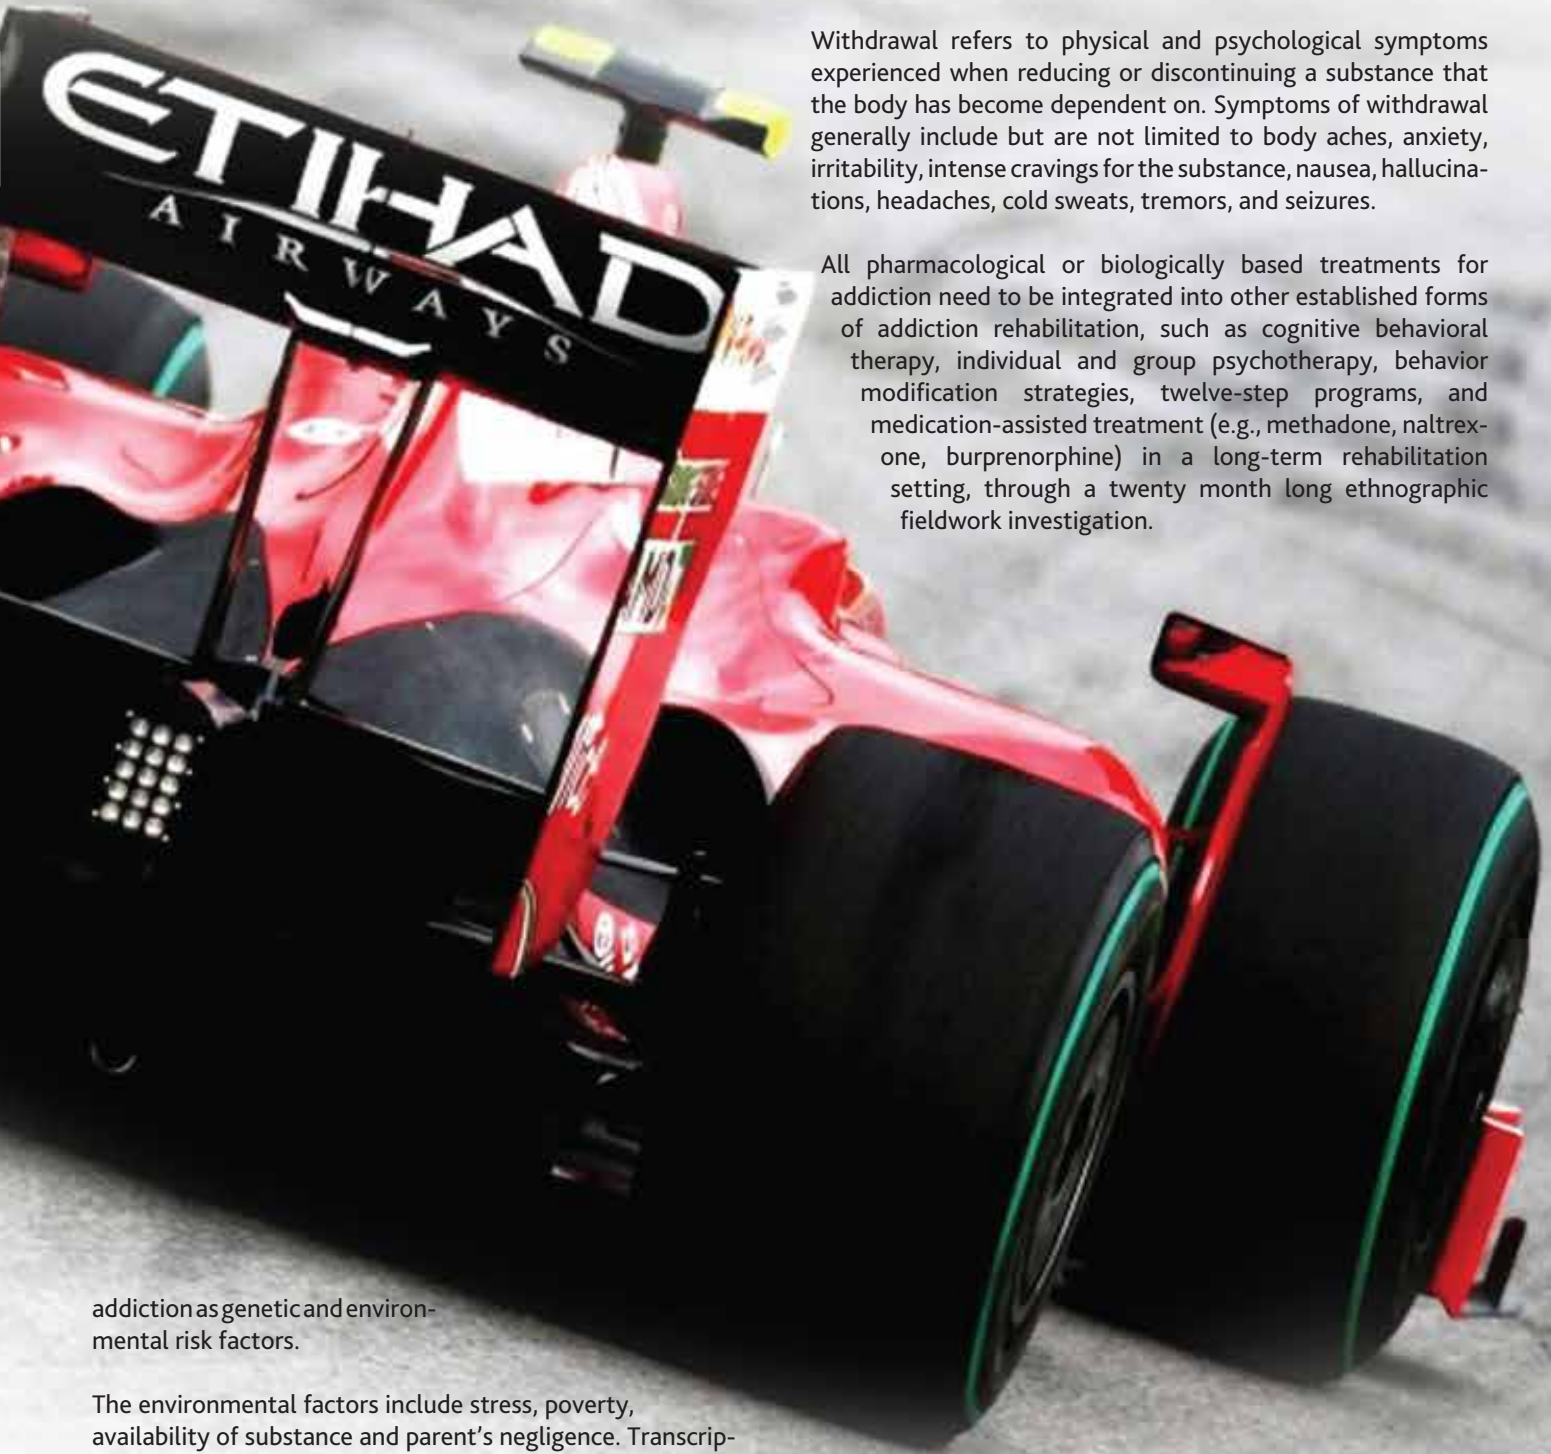 ETIHAD
AIRWAYS
Withdrawal refers to physical and psychological symptoms
experienced when reducing or discontinuing a substance that
the body has become dependent on. Symptoms of withdrawal
generally include but are not limited to body aches, anxiety,
irritability, intense cravings for the substance, nausea, hallucina-
tions, headaches, cold sweats, tremors, and seizures.
All pharmacological or biologically based treatments for
addiction need to be integrated into other established forms
of addiction rehabilitation, such as cognitive behavioral
therapy, individual and group psychotherapy, behavior
modification strategies, twelve-step programs, and
medication-assisted treatment (e.g., methadone, naltrex-
one, burprenorphine) in a long-term rehabilitation
setting, through a twenty month long ethnographic
fieldwork investigation.
addiction as genetic and environ-
mental risk factors.
The environmental factors include stress, poverty,
availability of substance and parent's negligence. Transcrip-